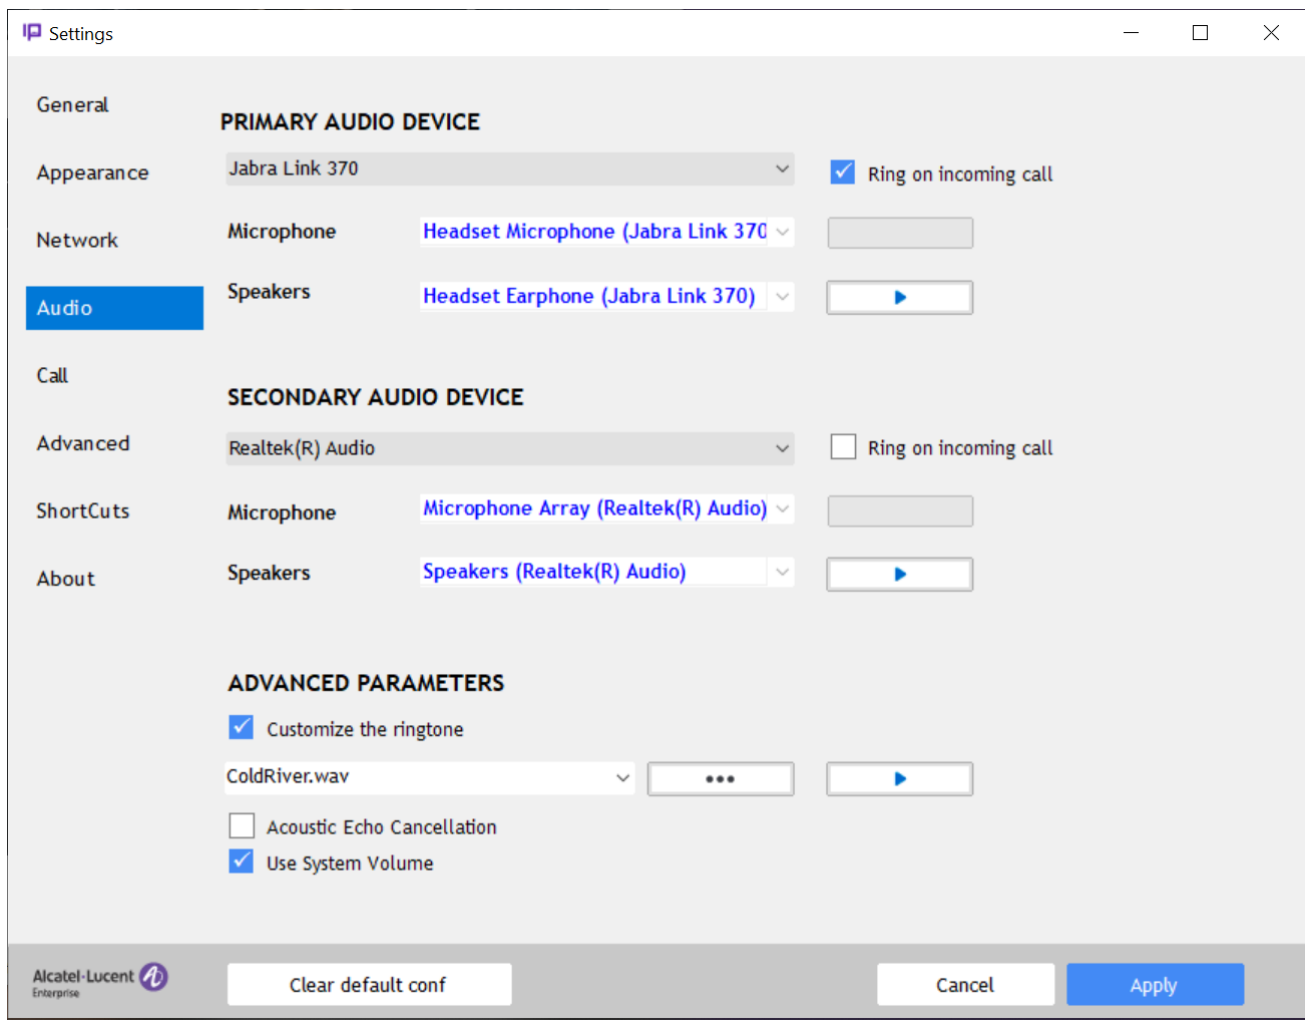 Settings
General
Appearance
Network
Audio
Call
Advanced
ShortCuts
About
PRIMARY AUDIO DEVICE
Jabra Link 370
Ring on incoming call
Microphone
Headset Microphone (Jabra Link 370
Speakers
Headset Earphone (Jabra Link 370)
SECONDARY AUDIO DEVICE
Realtek(R) Audio
Ring on incoming call
Microphone
Microphone Array (Realtek(R) Audio)
Speakers
Speakers (Realtek(R) Audio)
ADVANCED PARAMETERS
Customize the ringtone
ColdRiver.wav
•••
Acoustic Echo Cancellation
Use System Volume
Alcatel·Lucent
Enterprise
Clear default conf
Cancel
Apply